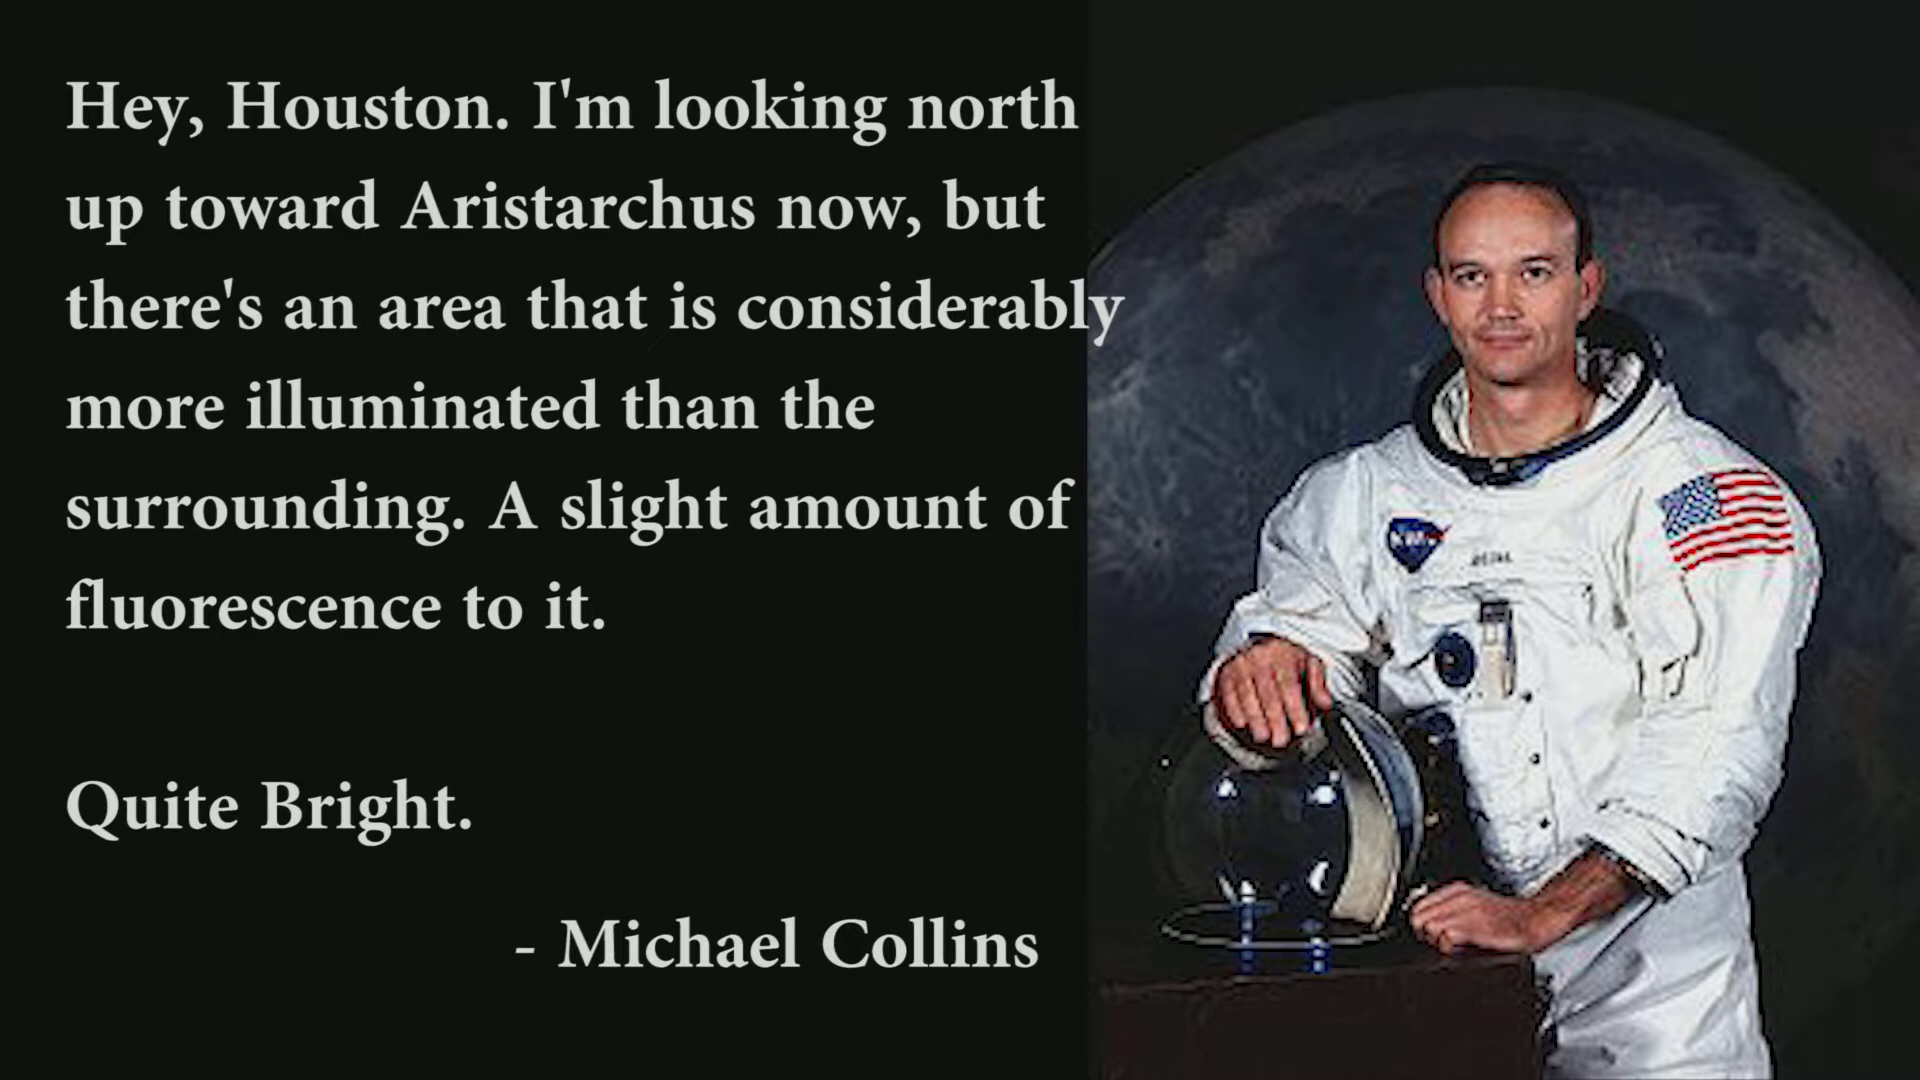 Hey, Houston. I'm looking north
up toward Aristarchus now, but
there's an area that is considerably
more illuminated than the
surrounding. A slight amount of
fluorescence to it.
Quite Bright.
- Michael Collins
NASA